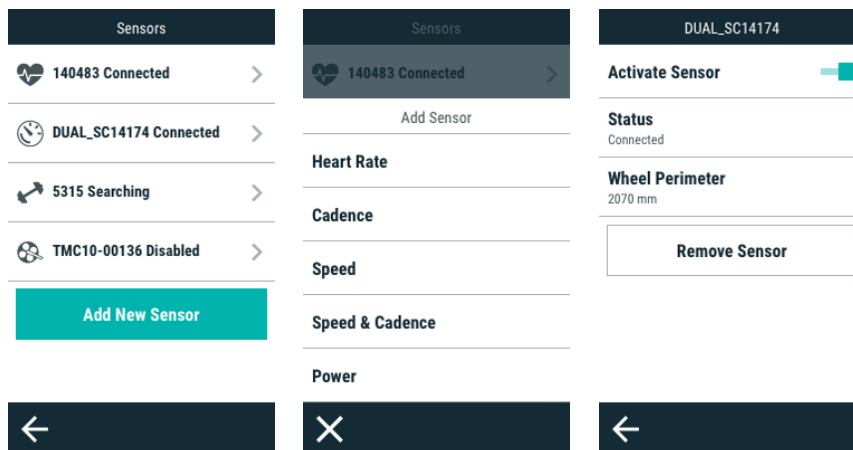 Sensors
140483 Connected
DUAL_SC14174 Connected
5315 Searching
TMC10-00136 Disabled
Add New Sensor
Sensors
140483 Connected
Add Sensor
Heart Rate
Cadence
Speed
Speed & Cadence
Power
DUAL_SC14174
Activate Sensor
Status
Connected
Wheel Perimeter
2070 mm
Remove Sensor